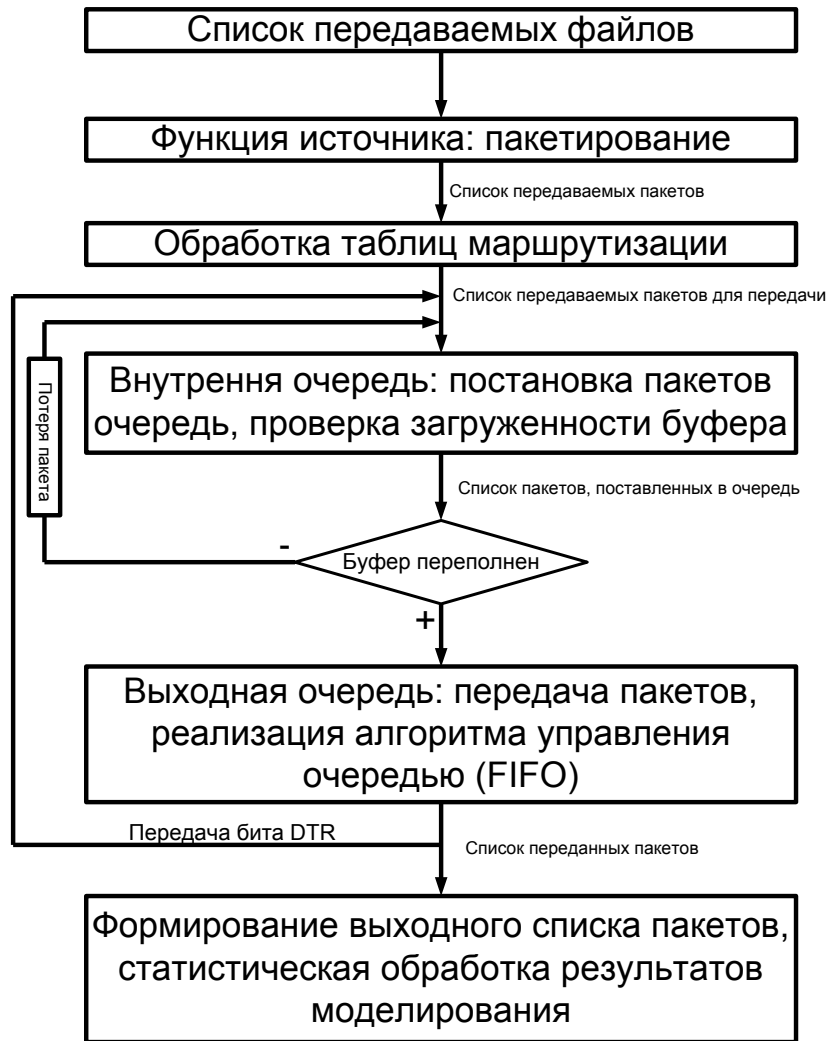 Список передаваемых файлов
Функция источника: пакетирование
Список передаваемых пакетов
Обработка таблиц маршрутизации
Список передаваемых пакетов для передачи
Внутрення очередь: постановка пакетов
очередь, проверка загруженности буфера
Потеря пакета
Список пакетов, поставленных в очередь
-
Буфер переполнен
+
Выходная очередь: передача пакетов,
реализация алгоритма управления
очередью (FIFO)
Передача бита DTR
Список переданных пакетов
Формирование выходного списка пакетов,
статистическая обработка результатов
моделирования